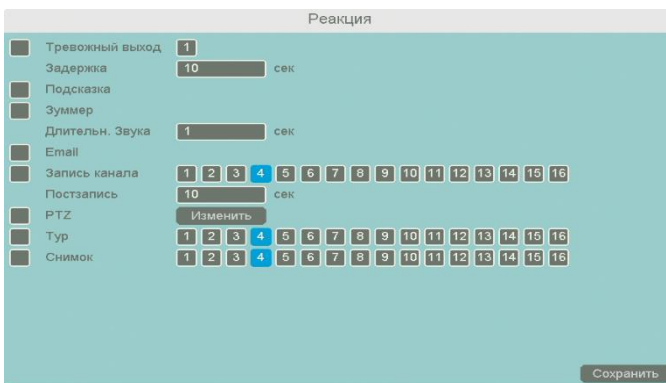 Реакция
Тревожный выход 1
Задержка 10 сек
Подсказка
Зуммер
Длительн. Звука 1 сек
Email
Запись канала 1 2 3 4 5 6 7 8 9 10 11 12 13 14 15 16
Постзапись 10 сек
PTZ Изменить
Тур 1 2 3 4 5 6 7 8 9 10 11 12 13 14 15 16
Снимок 1 2 3 4 5 6 7 8 9 10 11 12 13 14 15 16
Сохранить